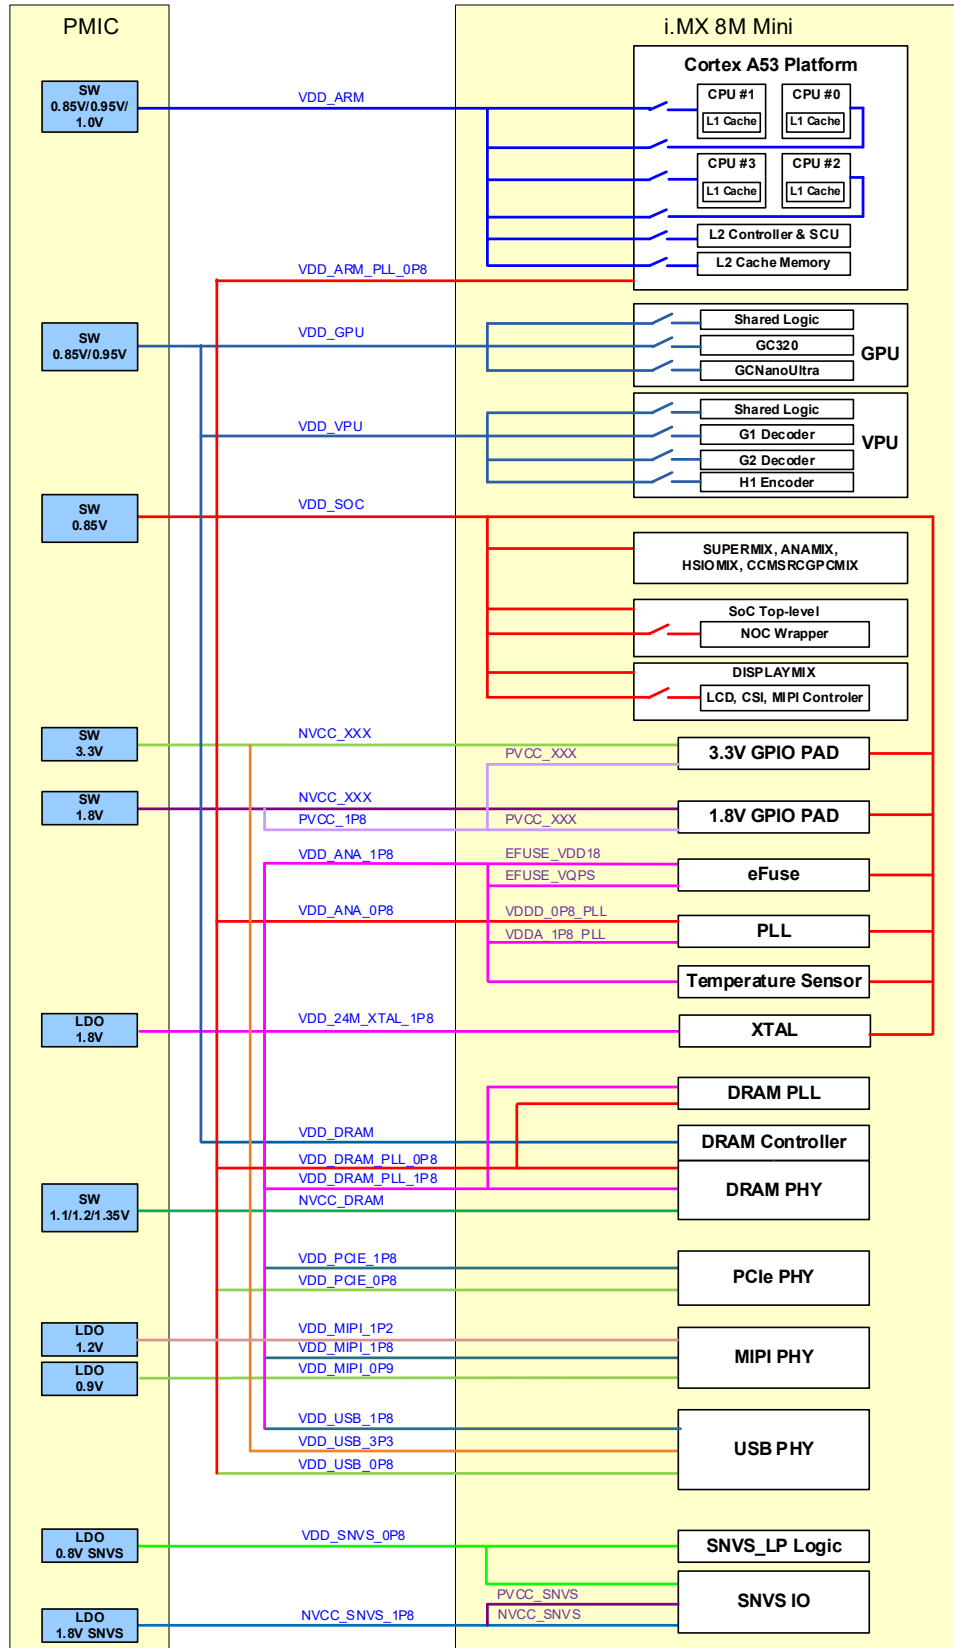 PMIC
i.MX 8M Mini
Cortex A53 Platform
SW
0.85V/0.95V/
1.0V
VDD_ARM
CPU #1
L1 Cache
CPU #0
L1 Cache
CPU #3
L1 Cache
CPU #2
L1 Cache
L2 Controller & SCU
L2 Cache Memory
VDD_ARM_PLL_0P8
SW
0.85V/0.95V
VDD_GPU
Shared Logic
GC320
GCNanoUltra
GPU
VDD_VPU
Shared Logic
G1 Decoder
G2 Decoder
H1 Encoder
VPU
SW
0.85V
VDD_SOC
SUPERMIX, ANAMIX,
HSIOMIX, CCMSRCGPCMIX
SoC Top-level
NOC Wrapper
DISPLAYMIX
LCD, CSI, MIPI Controler
SW
3.3V
NVCC_XXX
PVCC_XXX
3.3V GPIO PAD
SW
1.8V
NVCC_XXX
PVCC_1P8
PVCC_XXX
1.8V GPIO PAD
VDD_ANA_1P8
EFUSE_VDD18
EFUSE_VQPS
eFuse
VDD_ANA_0P8
VDDD_0P8_PLL
VDDA_1P8_PLL
PLL
Temperature Sensor
LDO
1.8V
VDD_24M_XTAL_1P8
XTAL
DRAM PLL
VDD_DRAM
DRAM Controller
VDD_DRAM_PLL_0P8
VDD_DRAM_PLL_1P8
DRAM PHY
SW
1.1/1.2/1.35V
NVCC_DRAM
VDD_PCIE_1P8
VDD_PCIE_0P8
PCIe PHY
LDO
1.2V
VDD_MIPI_1P2
VDD_MIPI_1P8
MIPI PHY
LDO
0.9V
VDD_MIPI_0P9
VDD_USB_1P8
VDD_USB_3P3
VDD_USB_0P8
USB PHY
LDO
0.8V SNVS
VDD_SNVS_0P8
SNVS_LP Logic
PVCC_SNVS
SNVS IO
LDO
1.8V SNVS
NVCC_SNVS_1P8
NVCC_SNVS